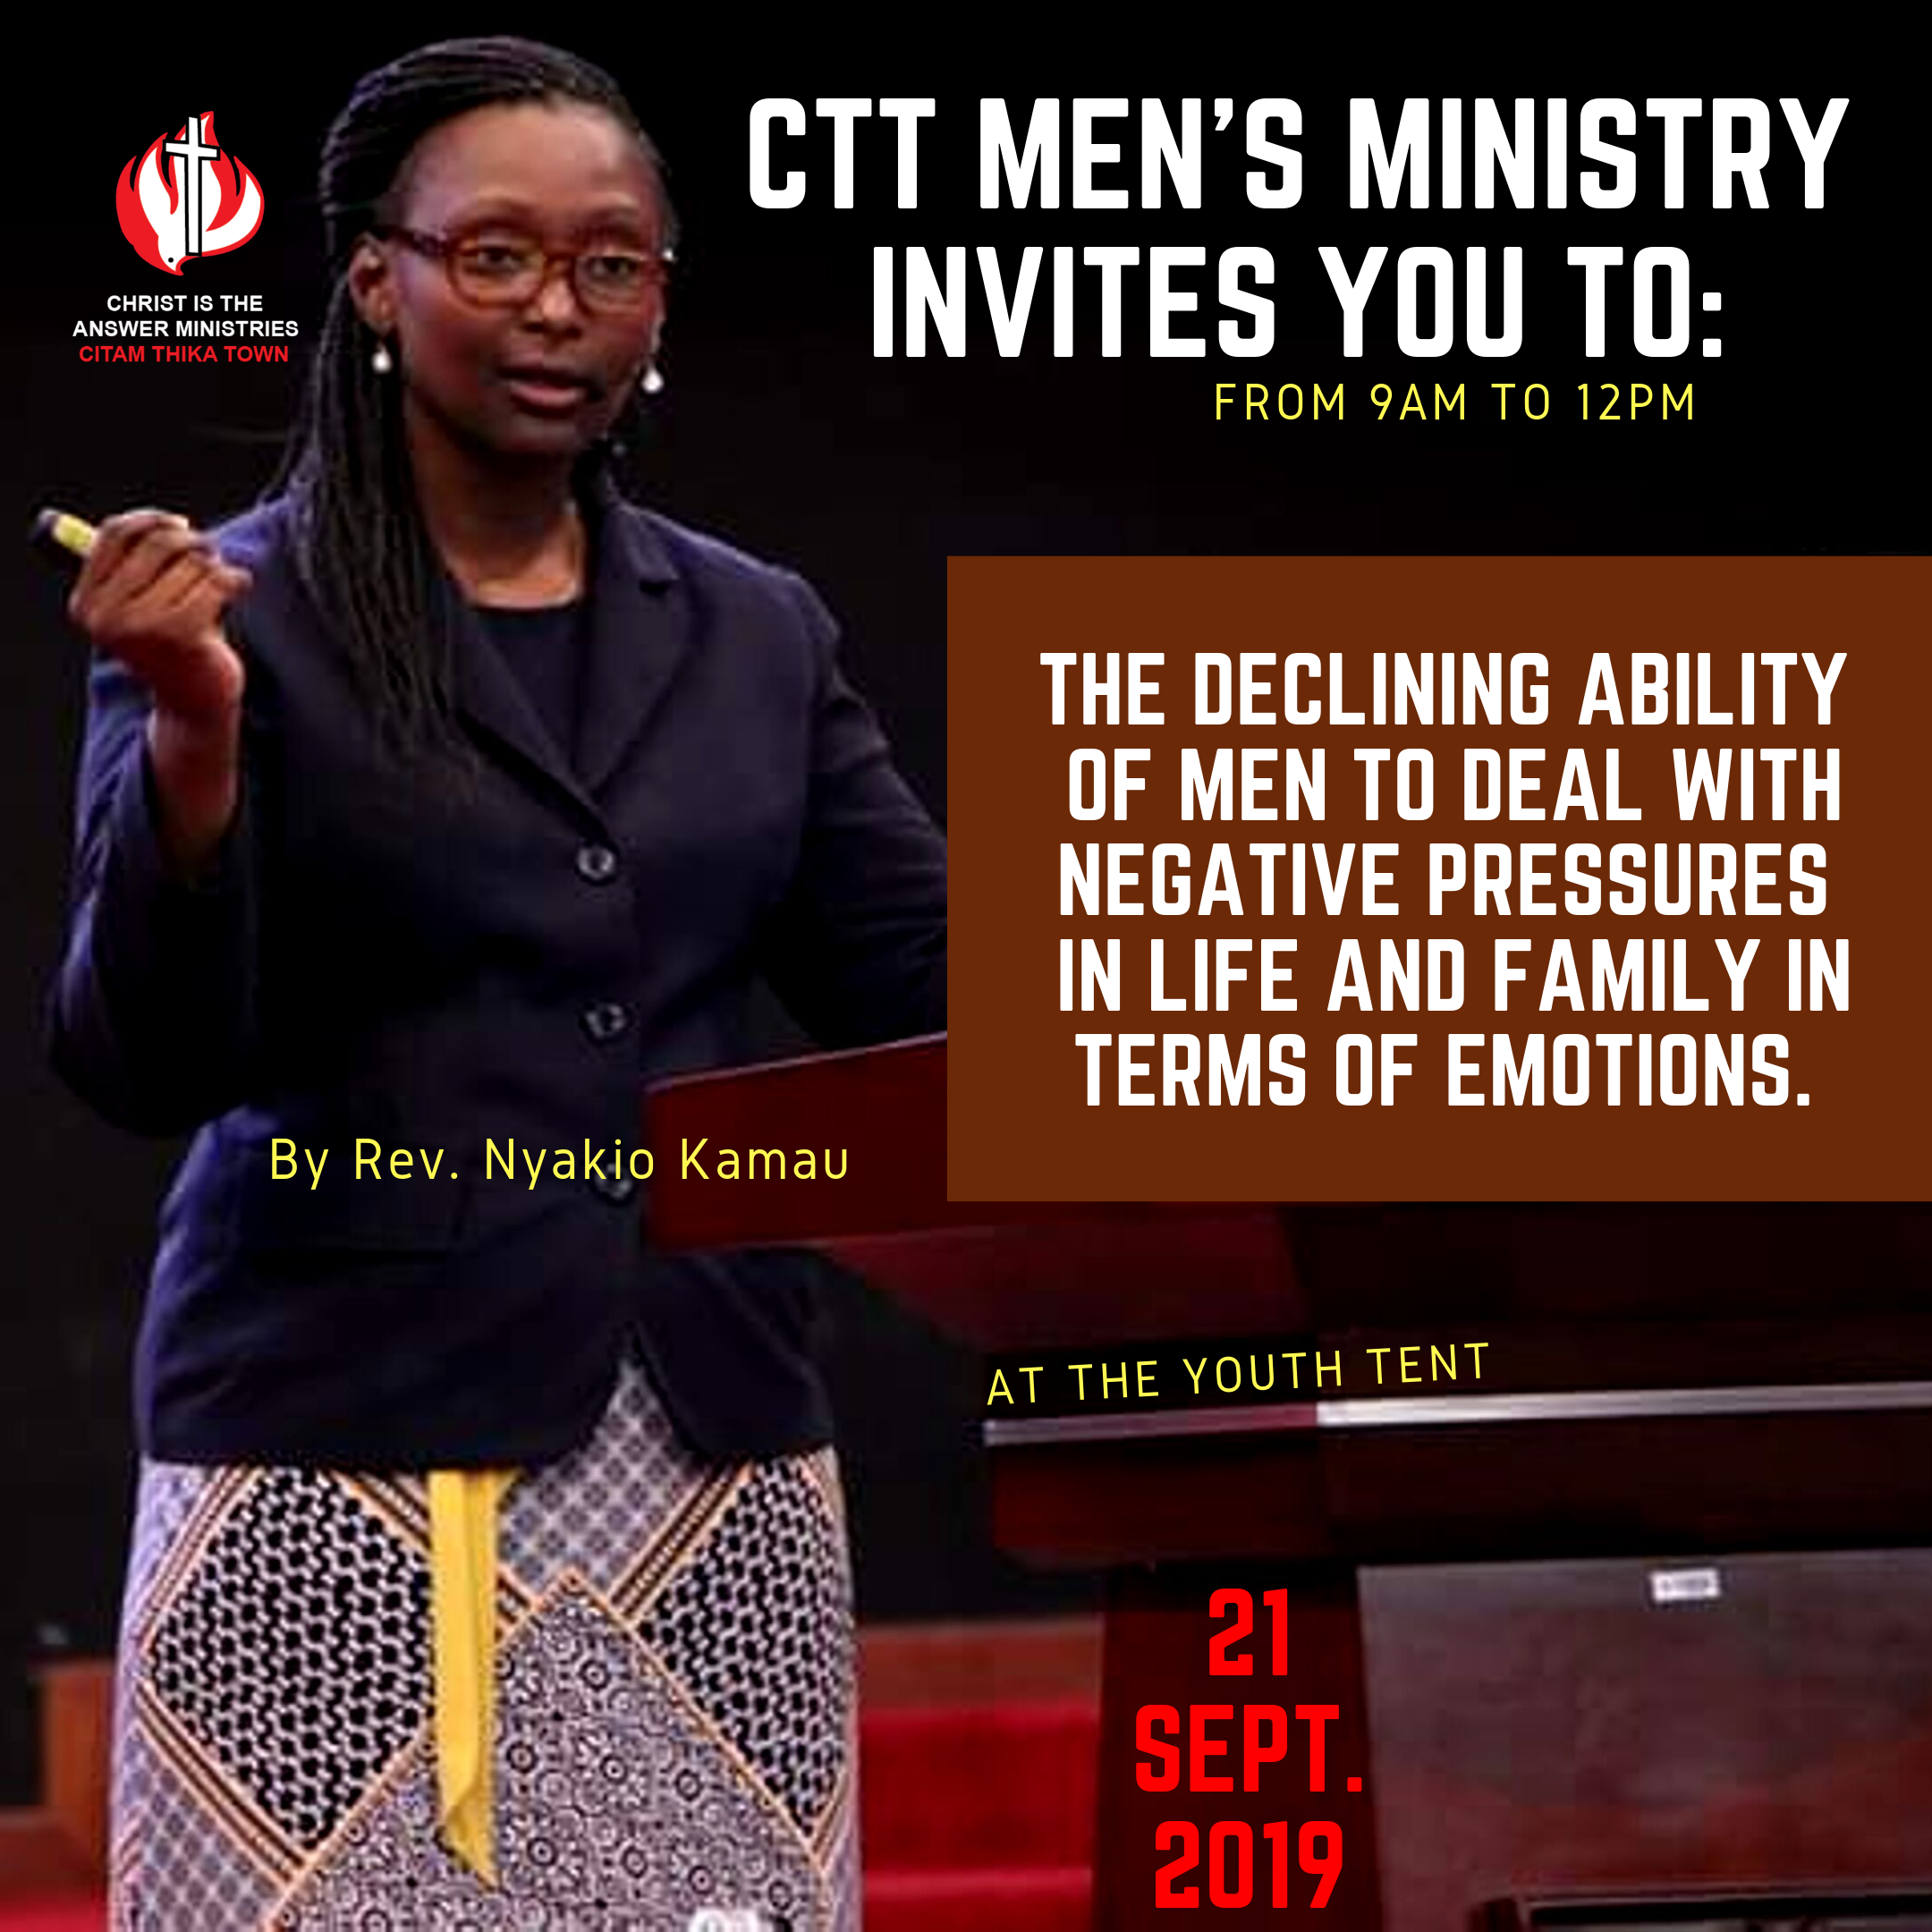 CTT MEN'S MINISTRY
INVITES YOU TO:
FROM 9AM TO 12PM
CHRIST IS THE
ANSWER MINISTRIES
CITAM THIKA TOWN
THE DECLINING ABILITY
OF MEN TO DEAL WITH
NEGATIVE PRESSURES
IN LIFE AND FAMILY IN
TERMS OF EMOTIONS.
By Rev. Nyakio Kamau
AT THE YOUTH TENT
21
SEPT.
2019